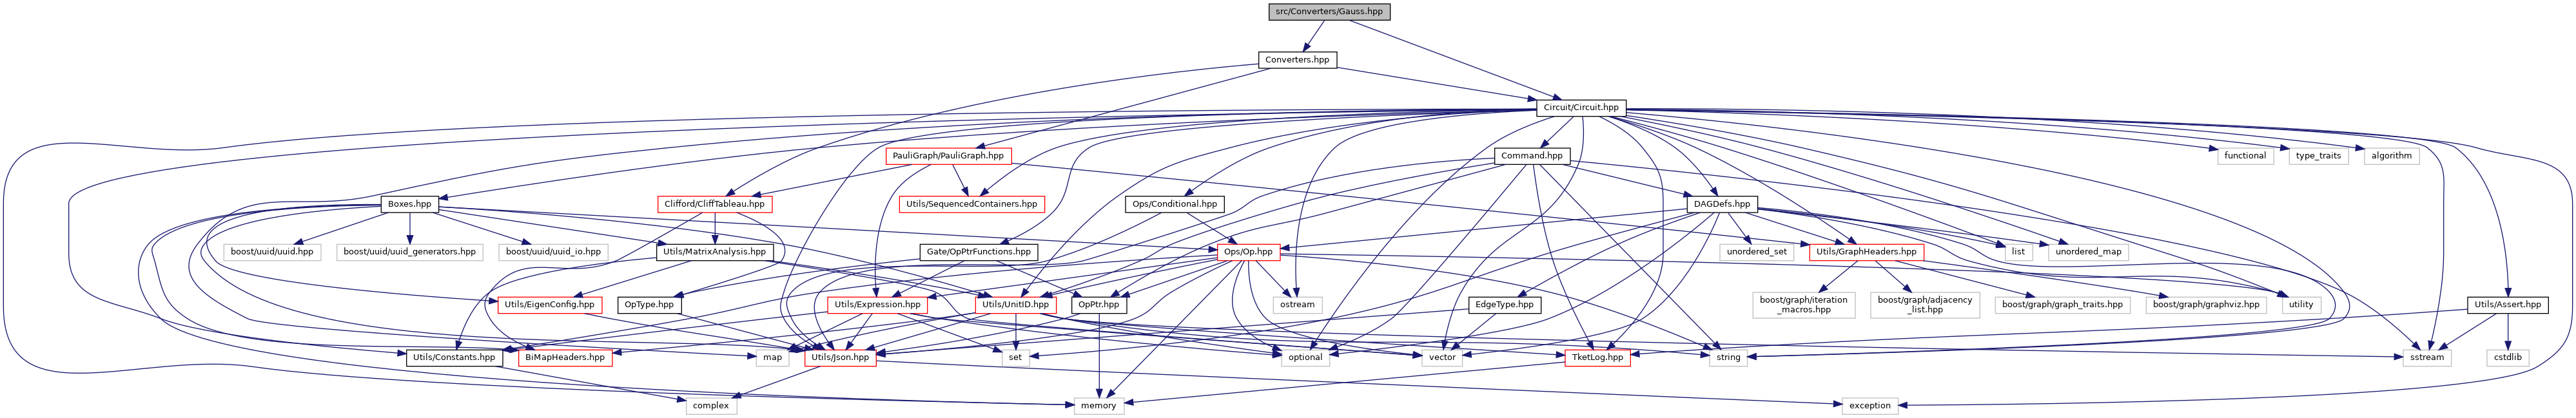 src/Converters/Gauss.hpp
Converters.hpp
Circuit/Circuit.hpp
PauliGraph/PauliGraph.hpp
Command.hpp
functional
type_traits
algorithm
Boxes.hpp
Clifford/CliffTableau.hpp
Utils/SequencedContainers.hpp
Ops/Conditional.hpp
DAGDefs.hpp
boost/uuid/uuid.hpp
boost/uuid/uuid_generators.hpp
boost/uuid/uuid_io.hpp
Utils/MatrixAnalysis.hpp
Gate/OpPtrFunctions.hpp
Ops/Op.hpp
unordered_set
Utils/GraphHeaders.hpp
list
unordered_map
Utils/EigenConfig.hpp
OpType.hpp
Utils/Expression.hpp
Utils/UnitID.hpp
OpPtr.hpp
ostream
EdgeType.hpp
boost/graph/iteration
_macros.hpp
boost/graph/adjacency
_list.hpp
boost/graph/graph_traits.hpp
boost/graph/graphviz.hpp
utility
Utils/Assert.hpp
Utils/Constants.hpp
BiMapHeaders.hpp
map
Utils/Json.hpp
set
optional
vector
TketLog.hpp
string
sstream
cstdlib
complex
memory
exception